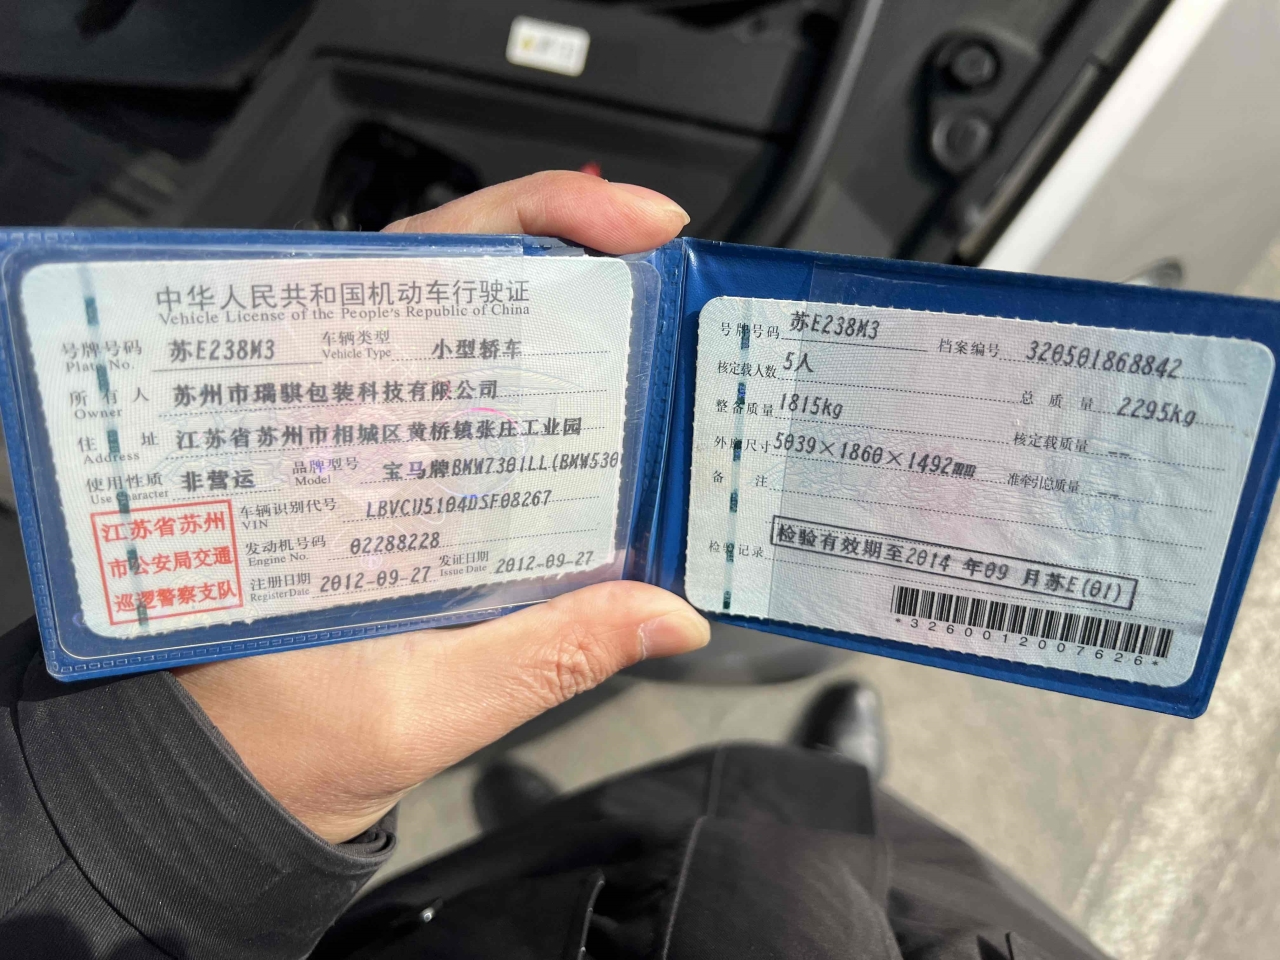 中华人民共和国机动车行驶证
Vehicle License of the People's Republic of China
号牌号码 苏E238M3 车辆类型 小型轿车
Plate No. Vehicle Type
所有人 苏州市瑞骐包装科技有限公司
Owner
住址 江苏省苏州市相城区黄桥镇张庄工业园
Address
使用性质 非营运 品牌型号 宝马牌BMW7301LL(BMW530
Use Character Model
江苏省苏州
市公安局交通
巡逻警察支队
车辆识别代号 LBVCU5104DSF08267
VIN
发动机号码 02288228
Engine No.
注册日期 2012-09-27 发证日期 2012-09-27
Register Date Issue Date
号牌号码 苏E238M3 档案编号 320501868842
核定载人数 5人 总质量 2295kg
整备质量 1815kg 核定载质量 --
外廓尺寸 5039×1860×1492mm 准牵引总质量 --
备注
检验记录 检验有效期至2014年09月苏E(01)
*3260012007626*